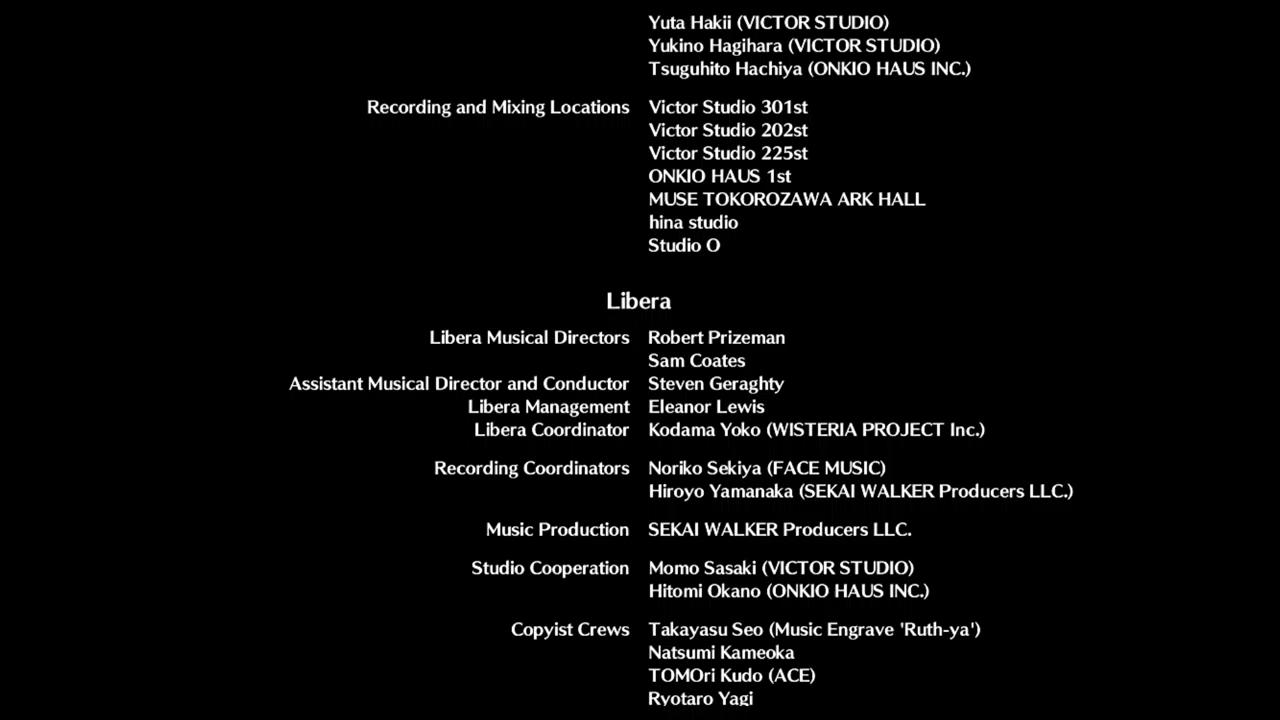 Yuta Hakii (VICTOR STUDIO)
Yukino Hagihara (VICTOR STUDIO)
Tsuguhito Hachiya (ONKIO HAUS INC.)
Recording and Mixing Locations Victor Studio 301st
Victor Studio 202st
Victor Studio 225st
ONKIO HAUS 1st
MUSE TOKOROZAWA ARK HALL
hina studio
Studio O
Libera
Libera Musical Directors Robert Prizeman
Sam Coates
Assistant Musical Director and Conductor Steven Geraghty
Libera Management Eleanor Lewis
Libera Coordinator Kodama Yoko (WISTERIA PROJECT Inc.)
Recording Coordinators Noriko Sekiya (FACE MUSIC)
Hiroyo Yamanaka (SEKAI WALKER Producers LLC.)
Music Production SEKAI WALKER Producers LLC.
Studio Cooperation Momo Sasaki (VICTOR STUDIO)
Hitomi Okano (ONKIO HAUS INC.)
Copyist Crews Takayasu Seo (Music Engrave 'Ruth-ya')
Natsumi Kameoka
TOMOri Kudo (ACE)
Ryotaro Yagi